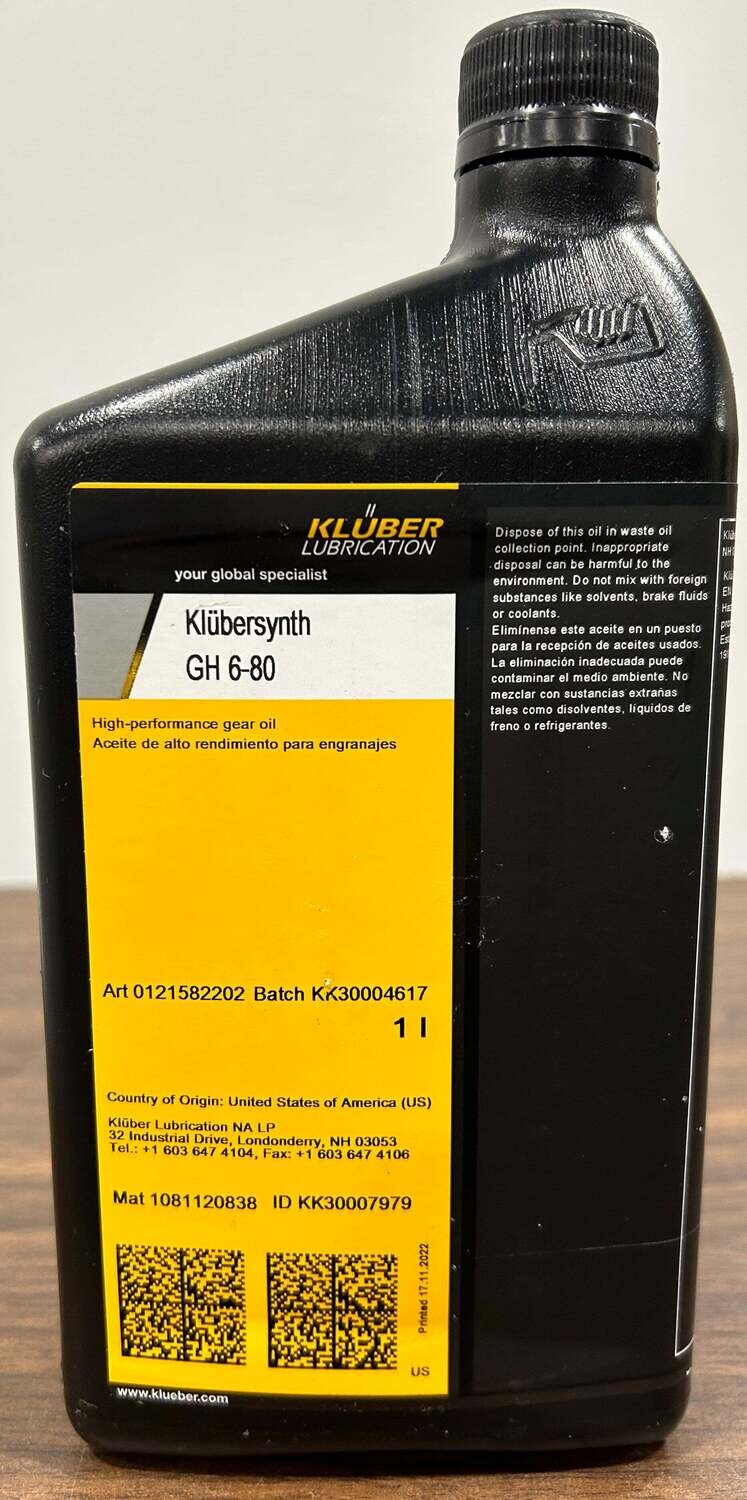 KLÜBER
LUBRICATION
your global specialist
Klübersynth
GH 6-80
High-performance gear oil
Aceite de alto rendimiento para engranajes
Art 0121582202 Batch KK30004617
1 l
Country of Origin: United States of America (US)
Klüber Lubrication NA LP
32 Industrial Drive, Londonderry, NH 03053
Tel.: +1 603 647 4104, Fax: +1 603 647 4106
Mat 1081120838 ID KK30007979
Printed 17.11.2022
US
www.klueber.com
Dispose of this oil in waste oil
collection point. Inappropriate
disposal can be harmful to the
environment. Do not mix with foreign
substances like solvents, brake fluids
or coolants.
Elimínense este aceite en un puesto
para la recepción de aceites usados.
La eliminación inadecuada puede
contaminar el medio ambiente. No
mezclar con sustancias extrañas
tales como disolventes, líquidos de
freno o refrigerantes.